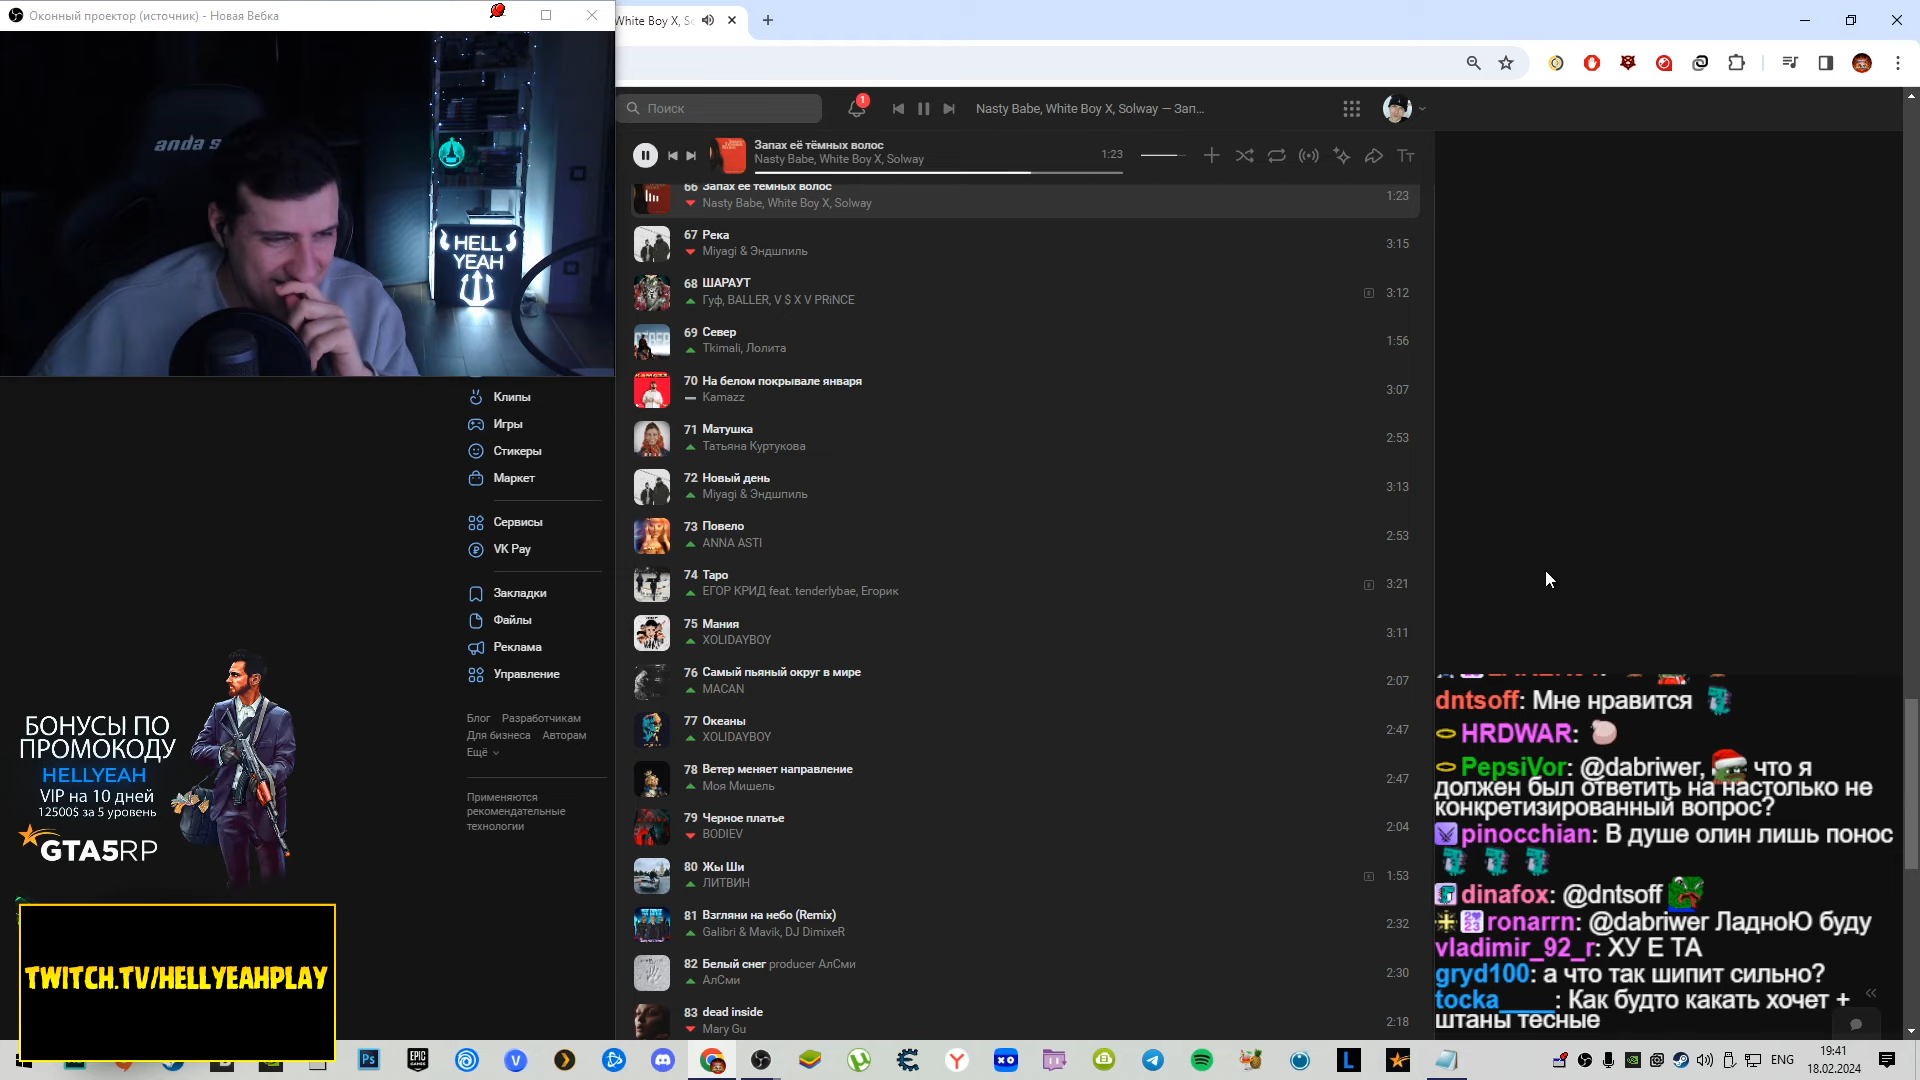 Оконный проектор (источник) - Новая Вебка
White Boy X, Sc
anda s
HELL
YEAH
Поиск
1
Nasty Babe, White Boy X, Solway — Зап...
Запах её тёмных волос
Nasty Babe, White Boy X, Solway
1:23
66 Запах её тёмных волос
Nasty Babe, White Boy X, Solway
1:23
67 Река
Miyagi & Эндшпиль
3:15
68 ШАРАУТ
Гуф, BALLER, V $ X V PRiNCE
3:12
69 Север
Tkimali, Лолита
1:56
70 На белом покрывале января
Kamazz
3:07
71 Матушка
Татьяна Куртукова
2:53
72 Новый день
Miyagi & Эндшпиль
3:13
73 Повело
ANNA ASTI
2:53
74 Таро
ЕГОР КРИД feat. tenderlybae, Егорик
3:21
75 Мания
XOLIDAYBOY
3:11
76 Самый пьяный округ в мире
MACAN
2:07
77 Океаны
XOLIDAYBOY
2:47
78 Ветер меняет направление
Моя Мишель
2:47
79 Черное платье
BODIEV
2:04
80 Жы Ши
ЛИТВИН
1:53
81 Взгляни на небо (Remix)
Galibri & Mavik, DJ DimixeR
2:32
82 Белый снег producer АлСми
АлСми
2:30
83 dead inside
Mary Gu
2:18
Клипы
Игры
Стикеры
Маркет
Сервисы
VK Pay
Закладки
Файлы
Реклама
Управление
Блог Разработчикам
Для бизнеса Авторам
Ещё
Применяются
рекомендательные
технологии
БОНУСЫ ПО
ПРОМОКОДУ
HELLYEAH
VIP на 10 дней
12500$ за 5 уровень
GTA5RP
TWITCH.TV/HELLYEAHPLAY
dntsoff: Мне нравится
HRDWAR:
PepsiVor: @dabriwer, что я
должен был ответить на настолько не
конкретизированный вопрос?
pinocchian: В душе олин лишь понос
dinafox: @dntsoff
ronarrn: @dabriwer ЛадноЮ буду
vladimir_92_r: ХУ Е ТА
gryd100: а что так шипит сильно?
tocka____: Как будто какать хочет +
штаны тесные
ENG
19:41
18.02.2024